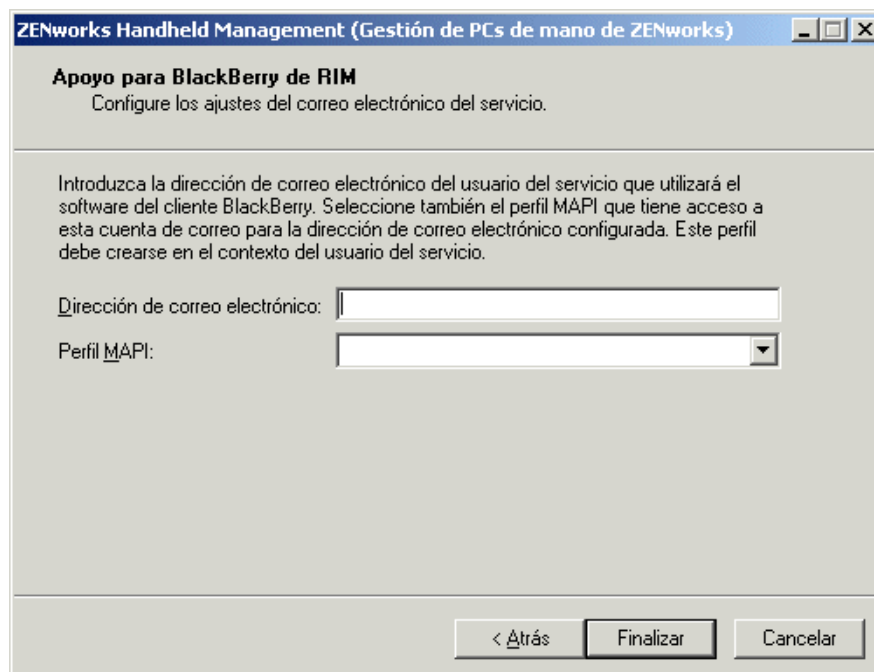 ZENworks Handheld Management (Gestión de PCs de mano de ZENworks)
Apoyo para BlackBerry de RIM
Configure los ajustes del correo electrónico del servicio.
Introduzca la dirección de correo electrónico del usuario del servicio que utilizará el
software del cliente BlackBerry. Seleccione también el perfil MAPI que tiene acceso a
esta cuenta de correo para la dirección de correo electrónico configurada. Este perfil
debe crearse en el contexto del usuario del servicio.
Dirección de correo electrónico:
Perfil MAPI:
< Atrás Finalizar Cancelar